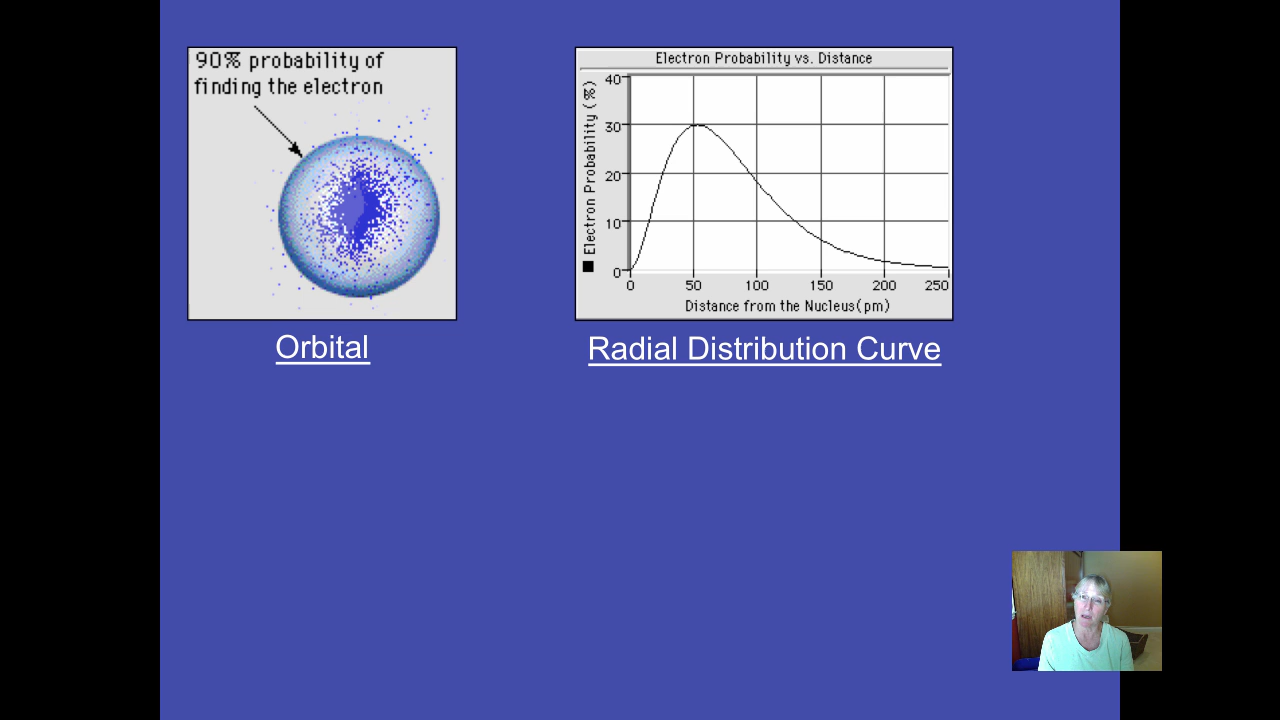 90% probability of
finding the electron
Orbital
Electron Probability vs. Distance
Electron Probability (%)
40
30
20
10
0
0 50 100 150 200 250
Distance from the Nucleus(pm)
Radial Distribution Curve